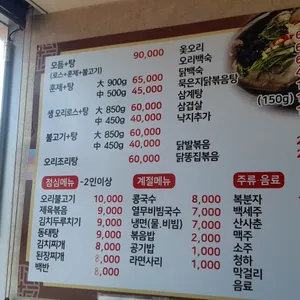 모듬+탕 90,000
(로스+훈제+불고기)
훈제+탕 大 900g 65,000
中 500g 45,000
생 오리로스+탕 大 850g 60,000
中 450g 40,000
불고기+탕 大 850g 60,000
中 450g 40,000
오리조리탕 60,000
옻오리
오리백숙
닭백숙
묵은지닭볶음탕
삼계탕
삼겹살 (150g)
낙지추가
닭발볶음
닭똥집볶음
점심메뉴 -2인이상
오리불고기 10,000
제육볶음 9,000
김치두루치기 9,000
동태탕 9,000
김치찌개 8,000
된장찌개 8,000
백반 8,000
계절메뉴
콩국수 8,000
열무비빔국수 7,000
냉면(물,비빔) 7,000
볶음밥 2,000
공기밥 1,000
라면사리 1,000
주류 음료
복분자
백세주
산사춘
맥주
소주
청하
막걸리
음료